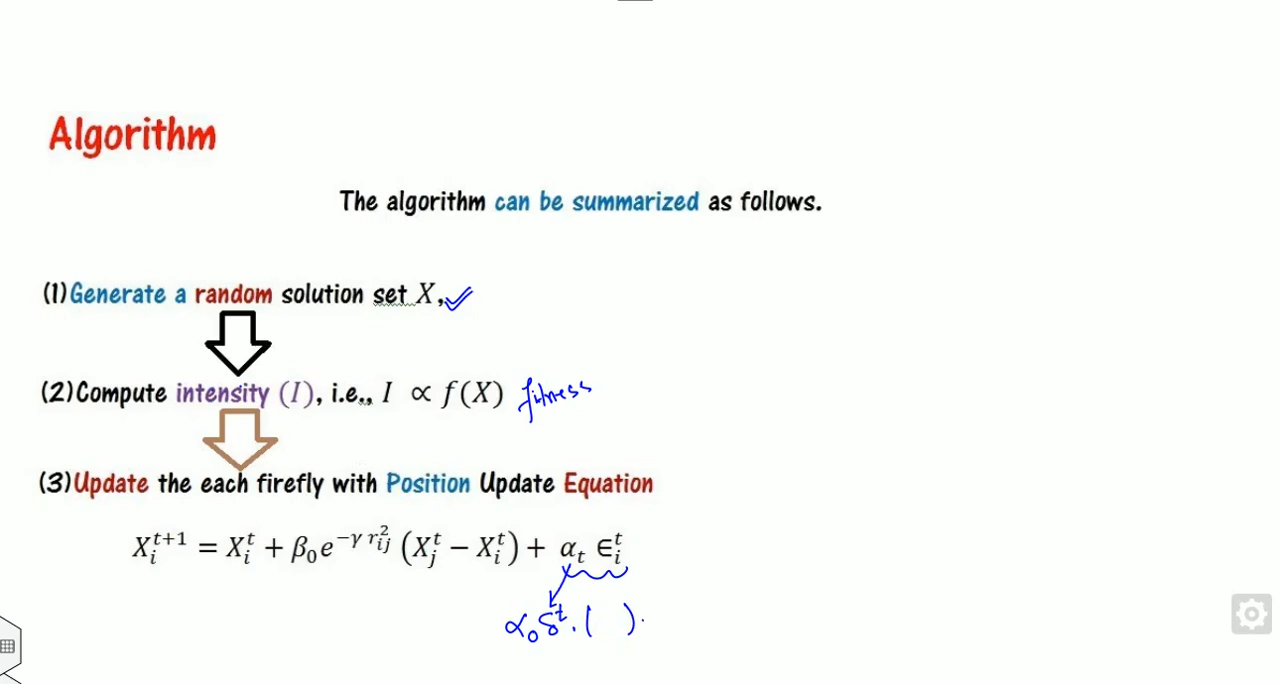 Algorithm
The algorithm can be summarized as follows.
(1)Generate a random solution set X,
(2)Compute intensity (I), i.e., I ∝ f(X) fitness
(3)Update the each firefly with Position Update Equation
X_i^{t+1} = X_i^t + β_0 e^{-γ r_{ij}^2} (X_j^t − X_i^t) + α_t ∈_i^t
α_0 δ^t. ( ).